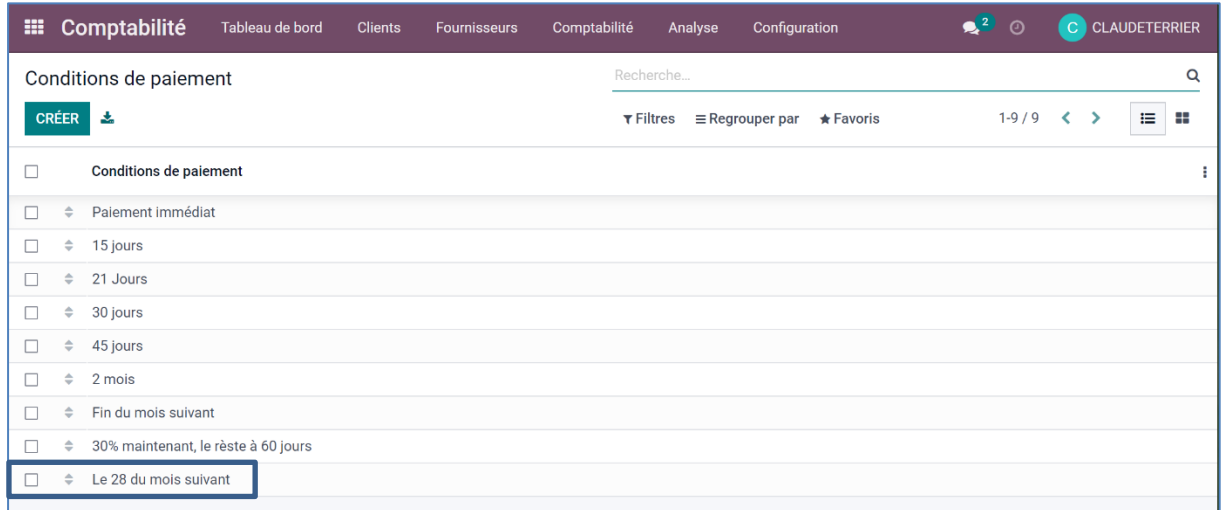 Comptabilité Tableau de bord Clients Fournisseurs Comptabilité Analyse Configuration 2 C CLAUDETERRIER
Conditions de paiement Recherche...
CRÉER Filtres Regrouper par Favoris 1-9 / 9
Conditions de paiement
Paiement immédiat
15 jours
21 Jours
30 jours
45 jours
2 mois
Fin du mois suivant
30% maintenant, le rèste à 60 jours
Le 28 du mois suivant